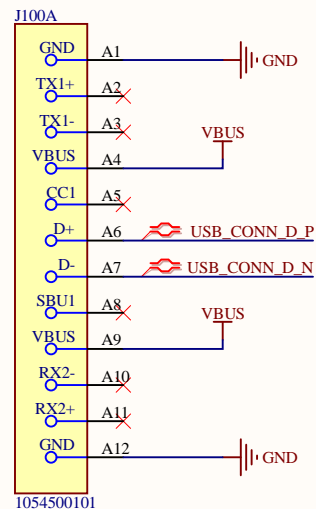 J100A
GND A1 GND
TX1+ A2
TX1- A3
VBUS
VBUS A4
CC1 A5
D+ A6 USB_CONN_D_P
D- A7 USB_CONN_D_N
SBU1 A8
VBUS
VBUS A9
RX2- A10
RX2+ A11
GND A12 GND
1054500101